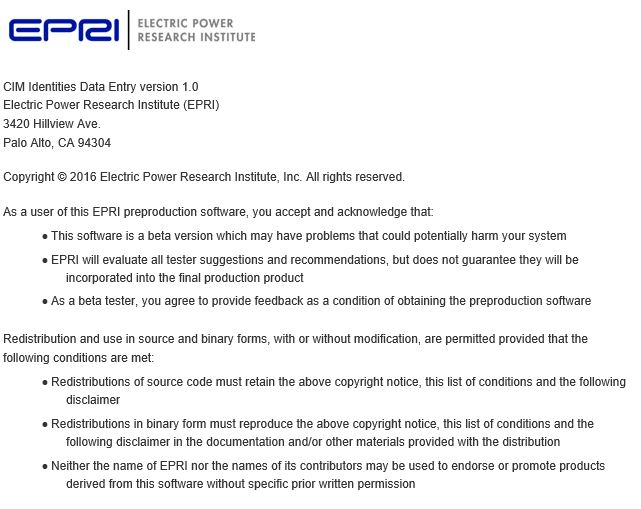 EPRI
ELECTRIC POWER
RESEARCH INSTITUTE
CIM Identities Data Entry version 1.0
Electric Power Research Institute (EPRI)
3420 Hillview Ave.
Palo Alto, CA 94304
Copyright © 2016 Electric Power Research Institute, Inc. All rights reserved.
As a user of this EPRI preproduction software, you accept and acknowledge that:
• This software is a beta version which may have problems that could potentially harm your system
• EPRI will evaluate all tester suggestions and recommendations, but does not guarantee they will be
incorporated into the final production product
• As a beta tester, you agree to provide feedback as a condition of obtaining the preproduction software
Redistribution and use in source and binary forms, with or without modification, are permitted provided that the
following conditions are met:
• Redistributions of source code must retain the above copyright notice, this list of conditions and the following
disclaimer
• Redistributions in binary form must reproduce the above copyright notice, this list of conditions and the
following disclaimer in the documentation and/or other materials provided with the distribution
• Neither the name of EPRI nor the names of its contributors may be used to endorse or promote products
derived from this software without specific prior written permission